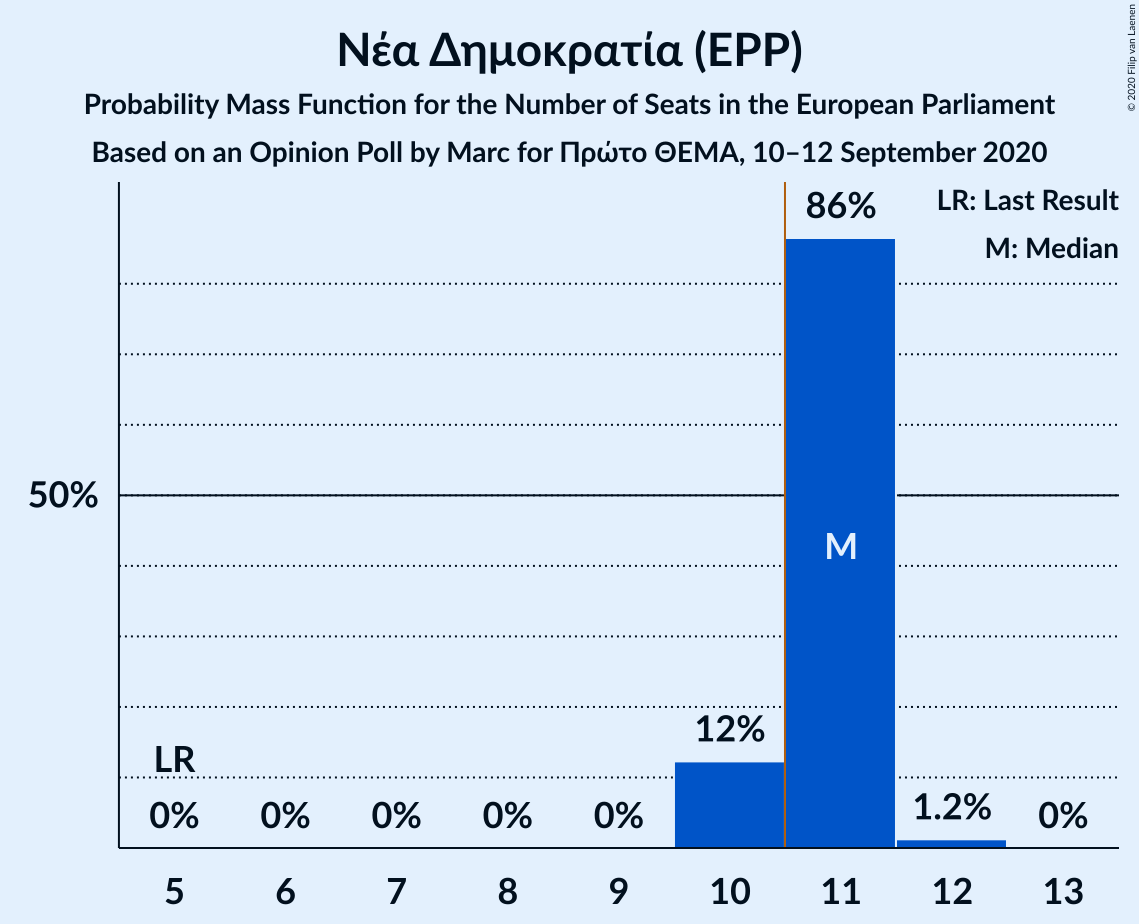 Νέα Δημοκρατία (EPP)
Probability Mass Function for the Number of Seats in the European Parliament
Based on an Opinion Poll by Marc for Πρώτο ΘΕΜΑ, 10–12 September 2020
© 2020 Filip van Laenen
LR: Last Result
M: Median
86%
50%
M
12%
LR
1.2%
0% 0% 0% 0% 0% 0%
5 6 7 8 9 10 11 12 13